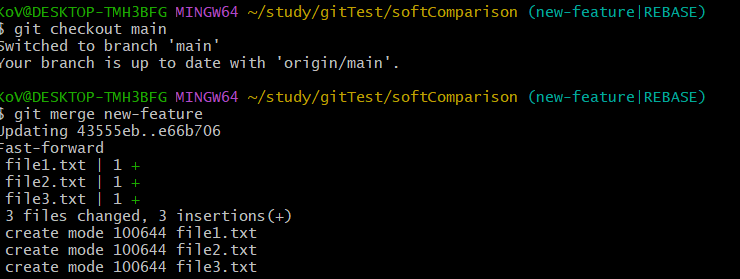 KoV@DESKTOP-TMH3BFG MINGW64 ~/study/gitTest/softComparison (new-feature|REBASE)
$ git checkout main
Switched to branch 'main'
Your branch is up to date with 'origin/main'.
KoV@DESKTOP-TMH3BFG MINGW64 ~/study/gitTest/softComparison (new-feature|REBASE)
$ git merge new-feature
Updating 43555eb..e66b706
Fast-forward
file1.txt | 1 +
file2.txt | 1 +
file3.txt | 1 +
3 files changed, 3 insertions(+)
create mode 100644 file1.txt
create mode 100644 file2.txt
create mode 100644 file3.txt